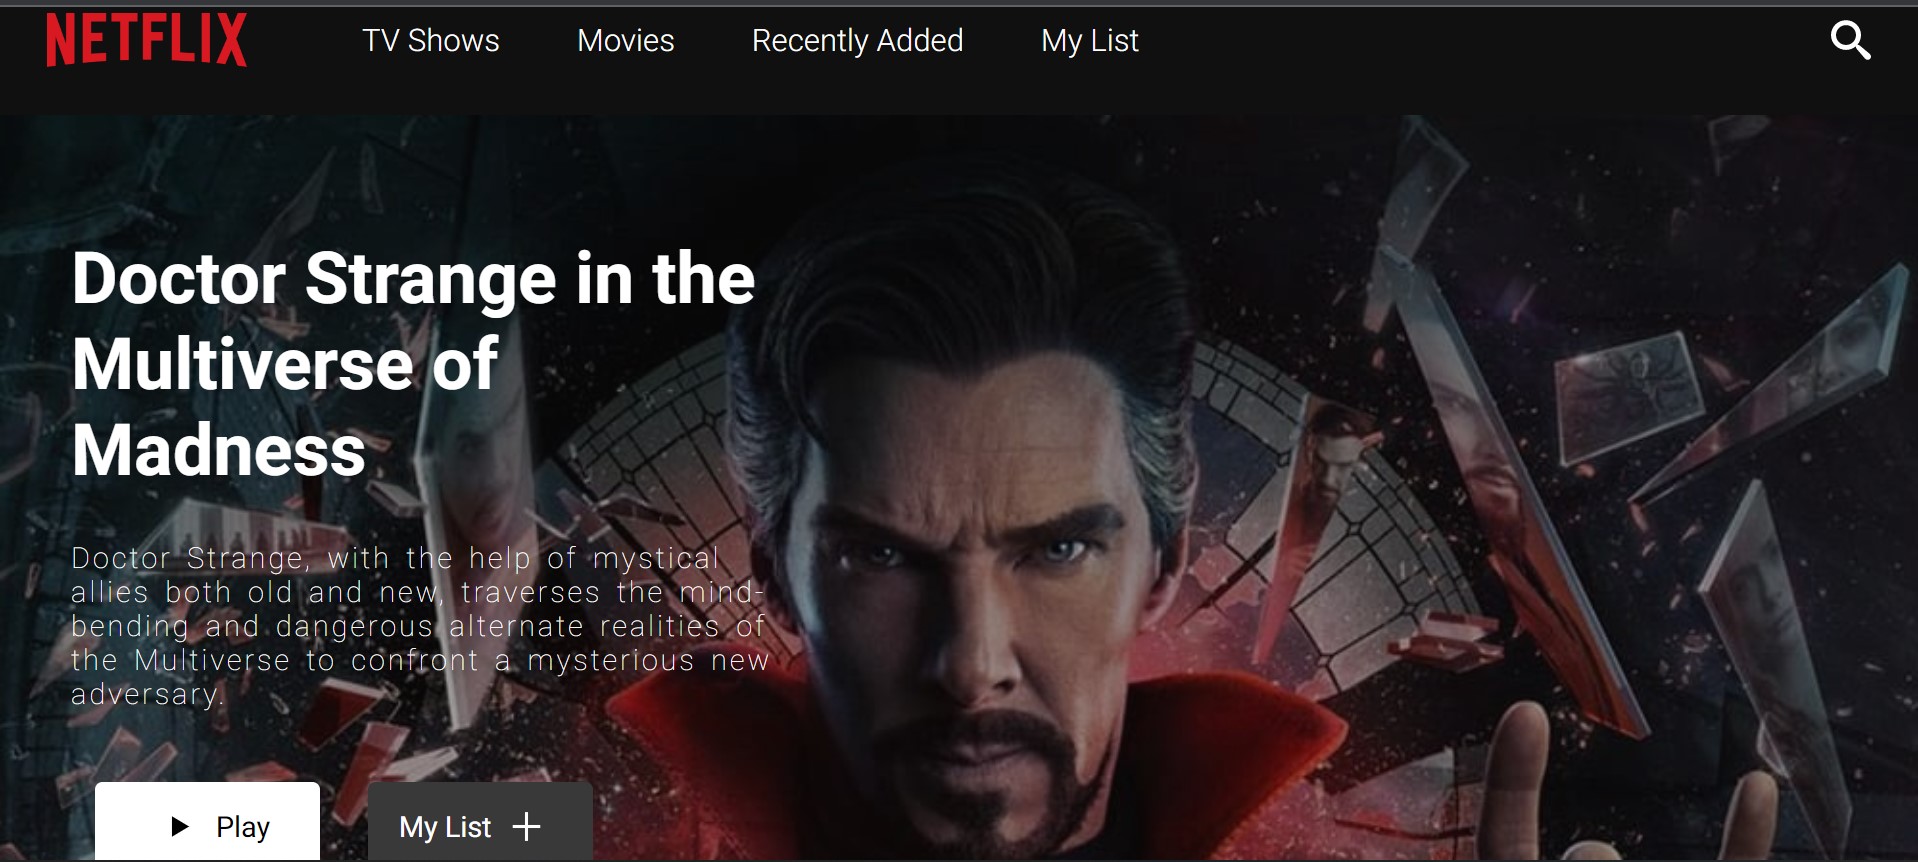 NETFLIX TV Shows Movies Recently Added My List
Doctor Strange in the
Multiverse of
Madness
Doctor Strange, with the help of mystical
allies both old and new, traverses the mind-
bending and dangerous alternate realities of
the Multiverse to confront a mysterious new
adversary.
Play My List